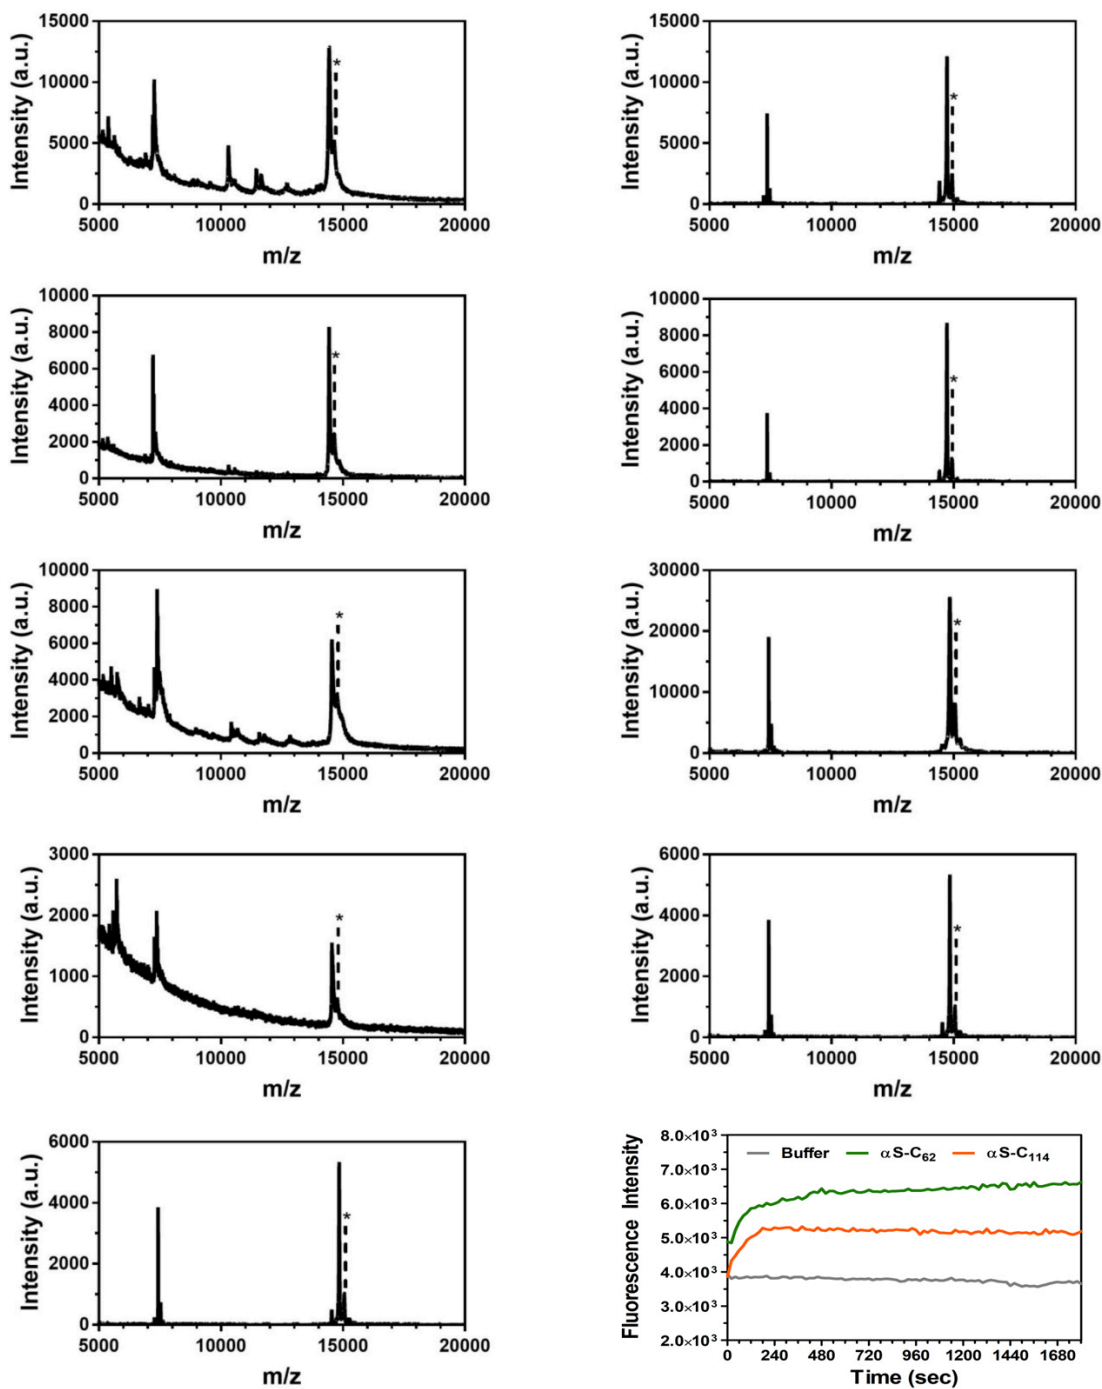 Intensity (a.u.)
15000
10000
5000
0
*
5000 10000 15000 20000
m/z
Intensity (a.u.)
15000
10000
5000
0
*
5000 10000 15000 20000
m/z
Intensity (a.u.)
10000
8000
6000
4000
2000
0
*
5000 10000 15000 20000
m/z
Intensity (a.u.)
10000
8000
6000
4000
2000
0
*
5000 10000 15000 20000
m/z
Intensity (a.u.)
10000
8000
6000
4000
2000
0
*
5000 10000 15000 20000
m/z
Intensity (a.u.)
30000
20000
10000
0
*
5000 10000 15000 20000
m/z
Intensity (a.u.)
3000
2000
1000
0
*
5000 10000 15000 20000
m/z
Intensity (a.u.)
6000
4000
2000
0
*
5000 10000 15000 20000
m/z
Intensity (a.u.)
6000
4000
2000
0
*
5000 10000 15000 20000
m/z
Fluorescence Intensity
8.0×10³
7.0×10³
6.0×10³
5.0×10³
4.0×10³
3.0×10³
2.0×10³
Buffer αS-C₆₂ αS-C₁₁₄
0 240 480 720 960 1200 1440 1680
Time (sec)